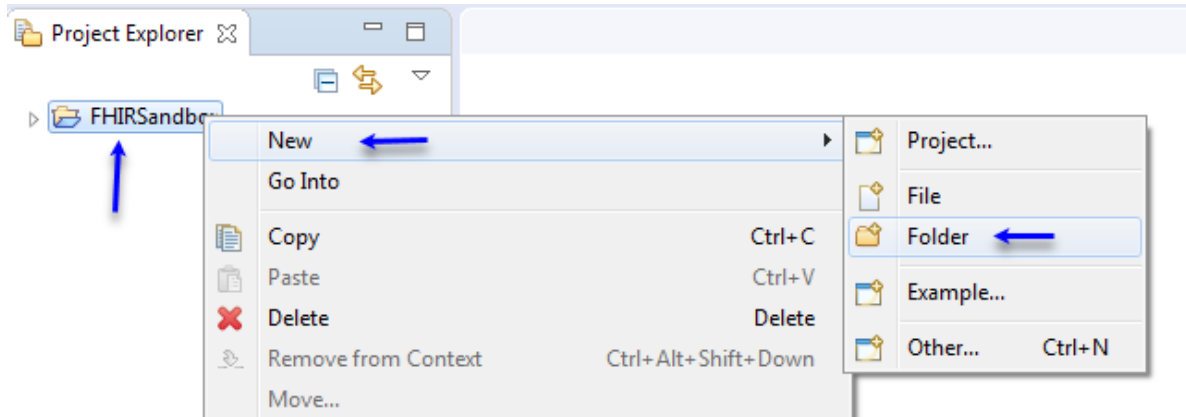 Project Explorer
FHIRSandbox
New
Go Into
Copy Ctrl+C
Paste Ctrl+V
Delete Delete
Remove from Context Ctrl+Alt+Shift+Down
Move...
Project...
File
Folder
Example...
Other... Ctrl+N